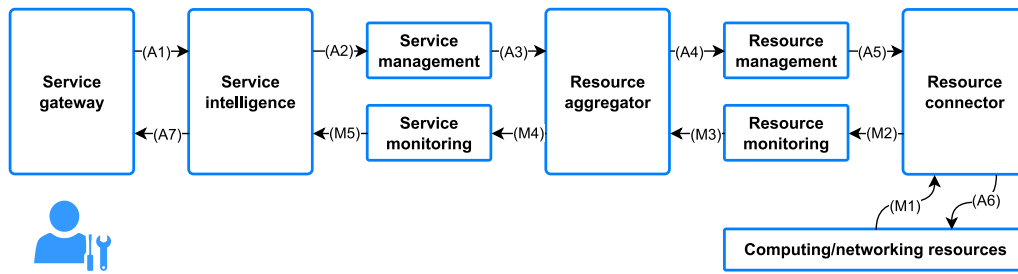 Service
gateway
(A1)
Service
intelligence
(A2)
Service
management
(A3)
Resource
aggregator
(A4)
Resource
management
(A5)
Resource
connector
(A7)
(M5)
Service
monitoring
(M4)
(M3)
Resource
monitoring
(M2)
(M1)
(A6)
Computing/networking resources